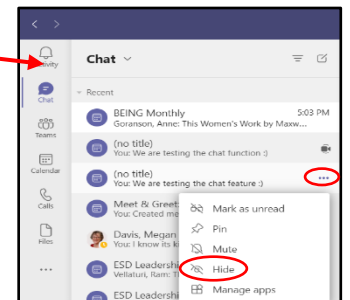 Activity
Chat
Teams
Calendar
Calls
Files
Chat
Recent
BEING Monthly 5:03 PM
Goranson, Anne: This Women's Work by Maxw...
(no title)
You: We are testing the chat function :)
(no title)
You: We are testing the chat feature :)
Meet & Greet
You: Created me
Davis, Megan
You: I know its ki
ESD Leadershi
Vellaturi, Ram: T
ESD Leadershi
Mark as unread
Pin
Mute
Hide
Manage apps